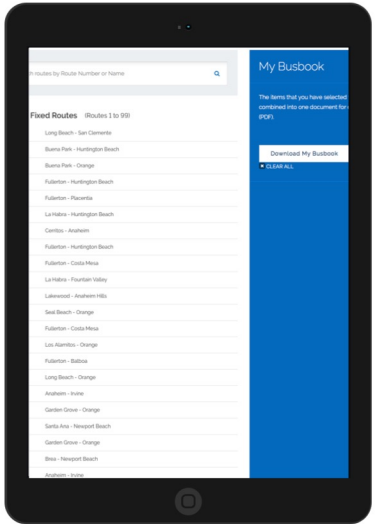 h routes by Route Number or Name
Fixed Routes (Routes 1 to 99)
Long Beach - San Clemente
Buena Park - Huntington Beach
Buena Park - Orange
Fullerton - Huntington Beach
Fullerton - Placentia
La Habra - Huntington Beach
Cerritos - Anaheim
Fullerton - Huntington Beach
Fullerton - Costa Mesa
La Habra - Fountain Valley
Lakewood - Anaheim Hills
Seal Beach - Orange
Fullerton - Costa Mesa
Los Alamitos - Orange
Fullerton - Balboa
Long Beach - Orange
Anaheim - Irvine
Garden Grove - Orange
Santa Ana - Newport Beach
Garden Grove - Orange
Brea - Newport Beach
Anaheim - Irvine
My Busbook
The items that you have selected
combined into one document for
(PDF).
Download My Busbook
CLEAR ALL